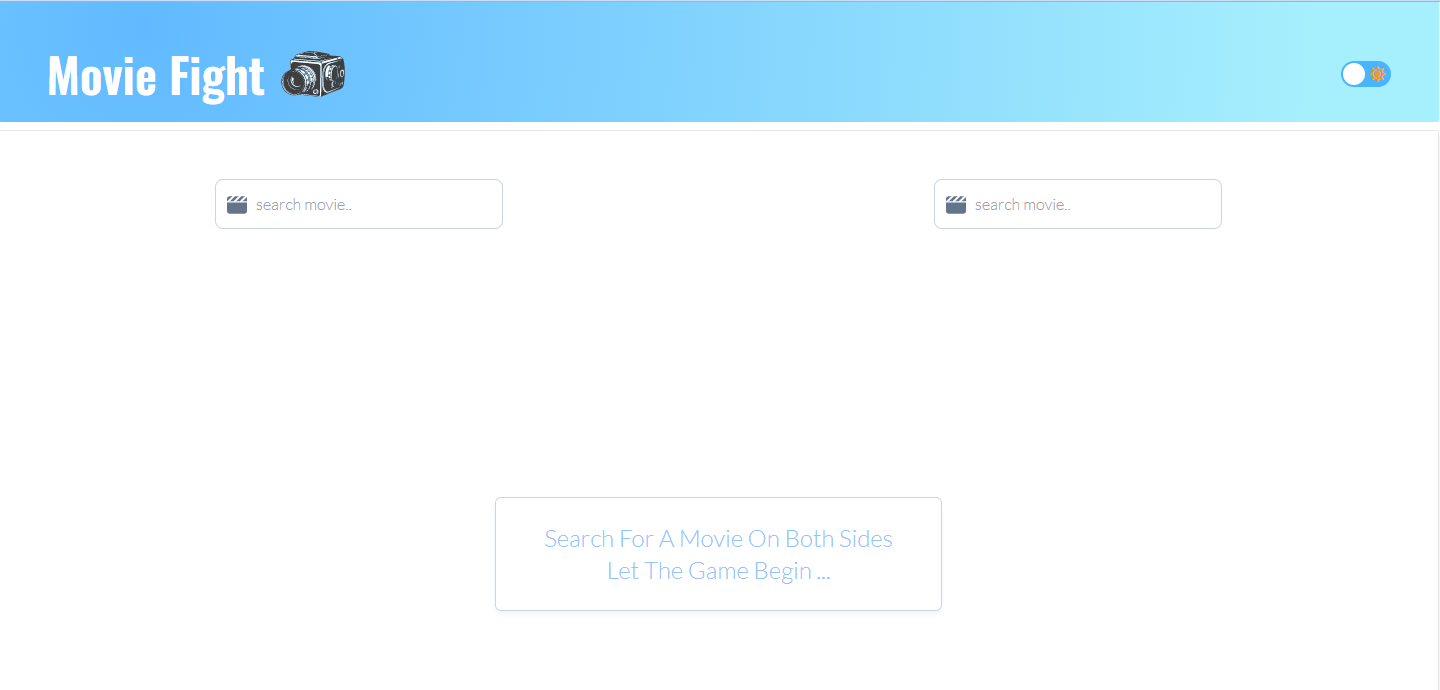 Movie Fight
search movie..
search movie..
Search For A Movie On Both Sides
Let The Game Begin ...